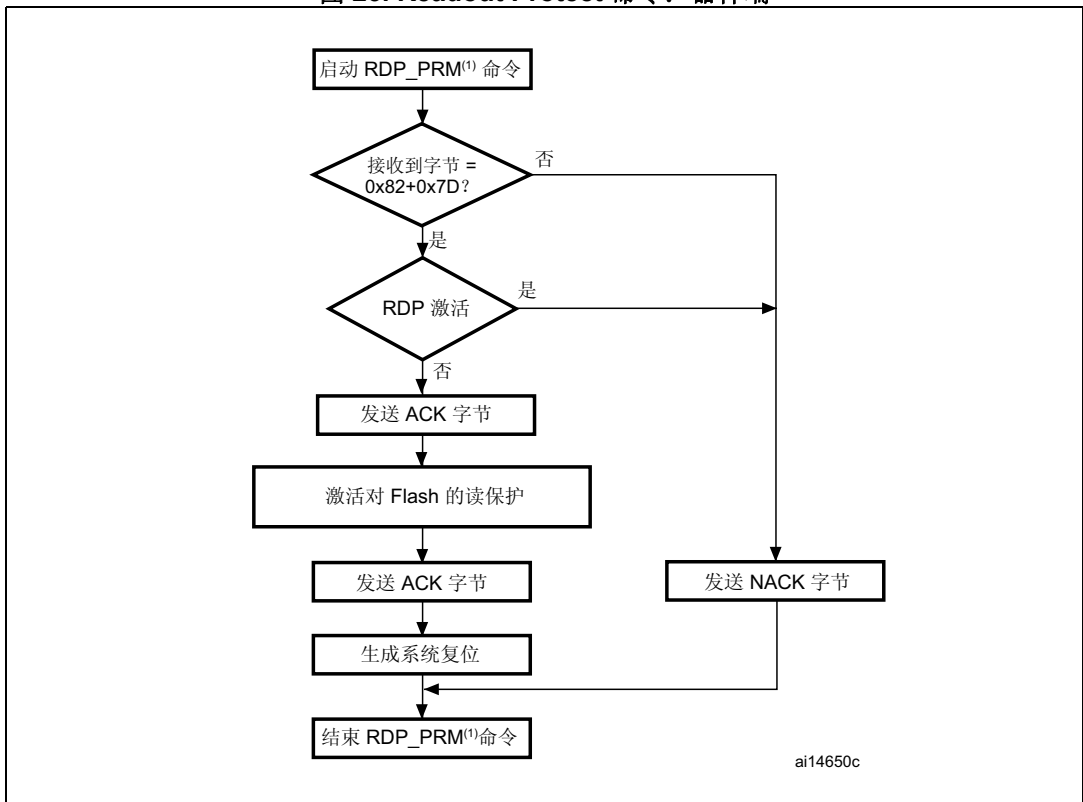 启动 RDP_PRM(1) 命令
接收到字节 =
0x82+0x7D?
否
是
RDP 激活
是
否
发送 ACK 字节
激活对 Flash 的读保护
发送 ACK 字节
发送 NACK 字节
生成系统复位
结束 RDP_PRM(1)命令
ai14650c